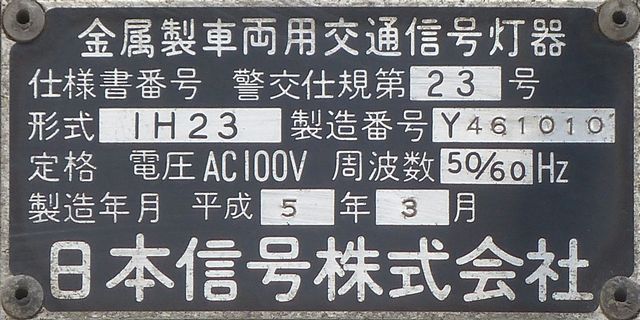 金属製車両用交通信号灯器
仕様書番号 警交仕規第 23 号
形式 1H23 製造番号 Y461010
定格 電圧 AC100V 周波数 50/60 Hz
製造年月 平成 5 年 3 月
日本信号株式会社